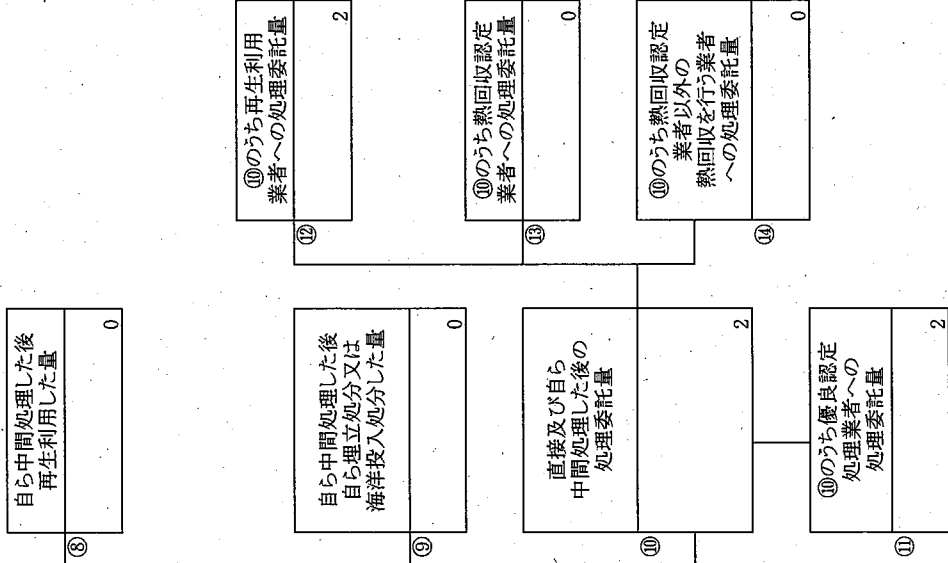 ⑧
自ら中間処理した後
再生利用した量
0
⑨
自ら中間処理した後
自ら埋立処分又は
海洋投入処分した量
0
⑩
直接及び自ら
中間処理した後の
処理委託量
2
⑪
⑩のうち優良認定
処理業者への
処理委託量
2
⑫
⑩のうち再生利用
業者への処理委託量
2
⑬
⑩のうち熱回収認定
業者への処理委託量
0
⑭
⑩のうち熱回収認定
業者以外の
熱回収を行う業者
への処理委託量
0